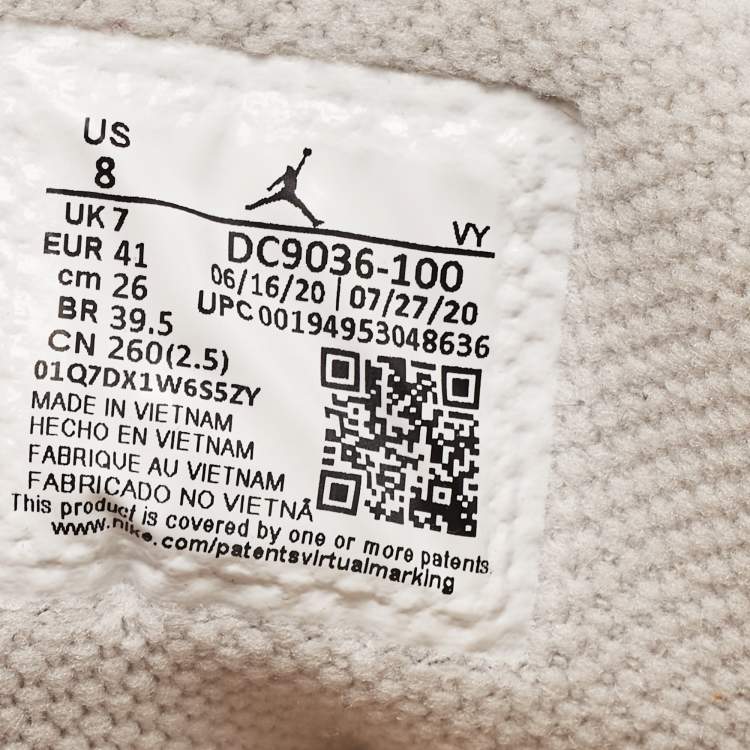 US
8
VY
UK 7
DC9036-100
EUR 41
06/16/20 | 07/27/20
cm 26
UPC 00194953048636
BR 39.5
CN 260(2.5)
01Q7DX1W6S5ZY
MADE IN VIETNAM
HECHO EN VIETNAM
FABRIQUE AU VIETNAM
FABRICADO NO VIETNÃ
This product is covered by one or more patents.
www.nike.com/patentsvirtualmarking